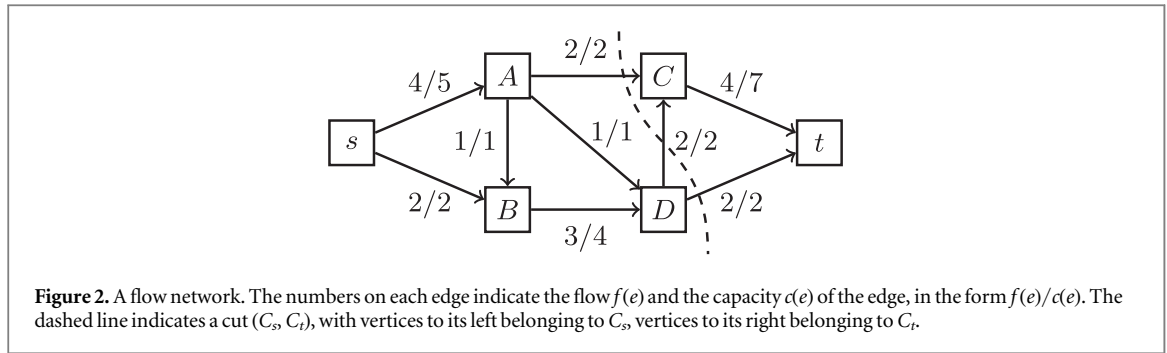 2/2
A
C
4/5
4/7
s
1/1
1/1
2/2
t
2/2
B
D
2/2
3/4
Figure 2. A flow network. The numbers on each edge indicate the flow f(e) and the capacity c(e) of the edge, in the form f(e)/c(e). The
dashed line indicates a cut (Cₛ, Cₜ), with vertices to its left belonging to Cₛ, vertices to its right belonging to Cₜ.